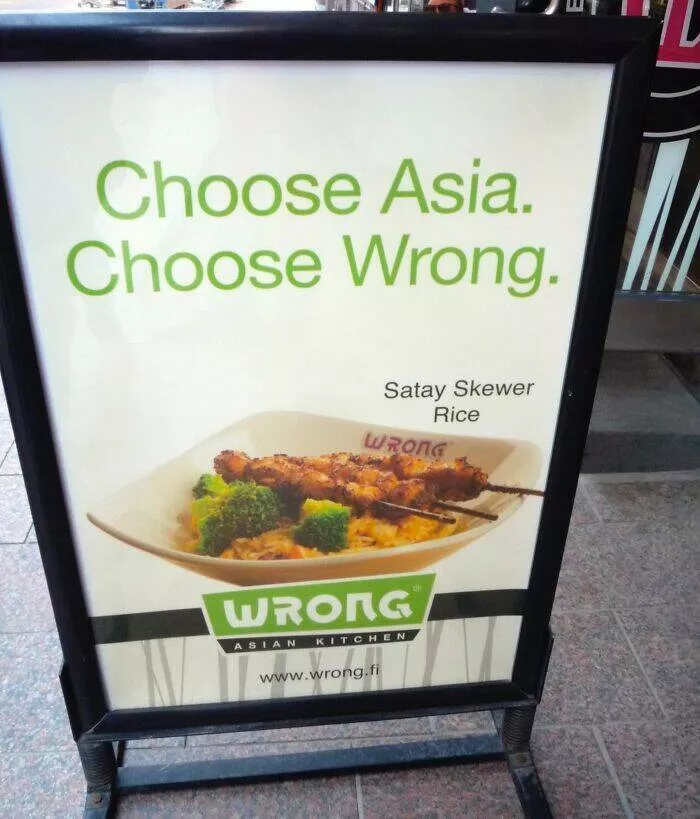 Choose Asia.
Choose Wrong.
Satay Skewer
Rice
WRONG
WRONG®
ASIAN KITCHEN
www.wrong.fi